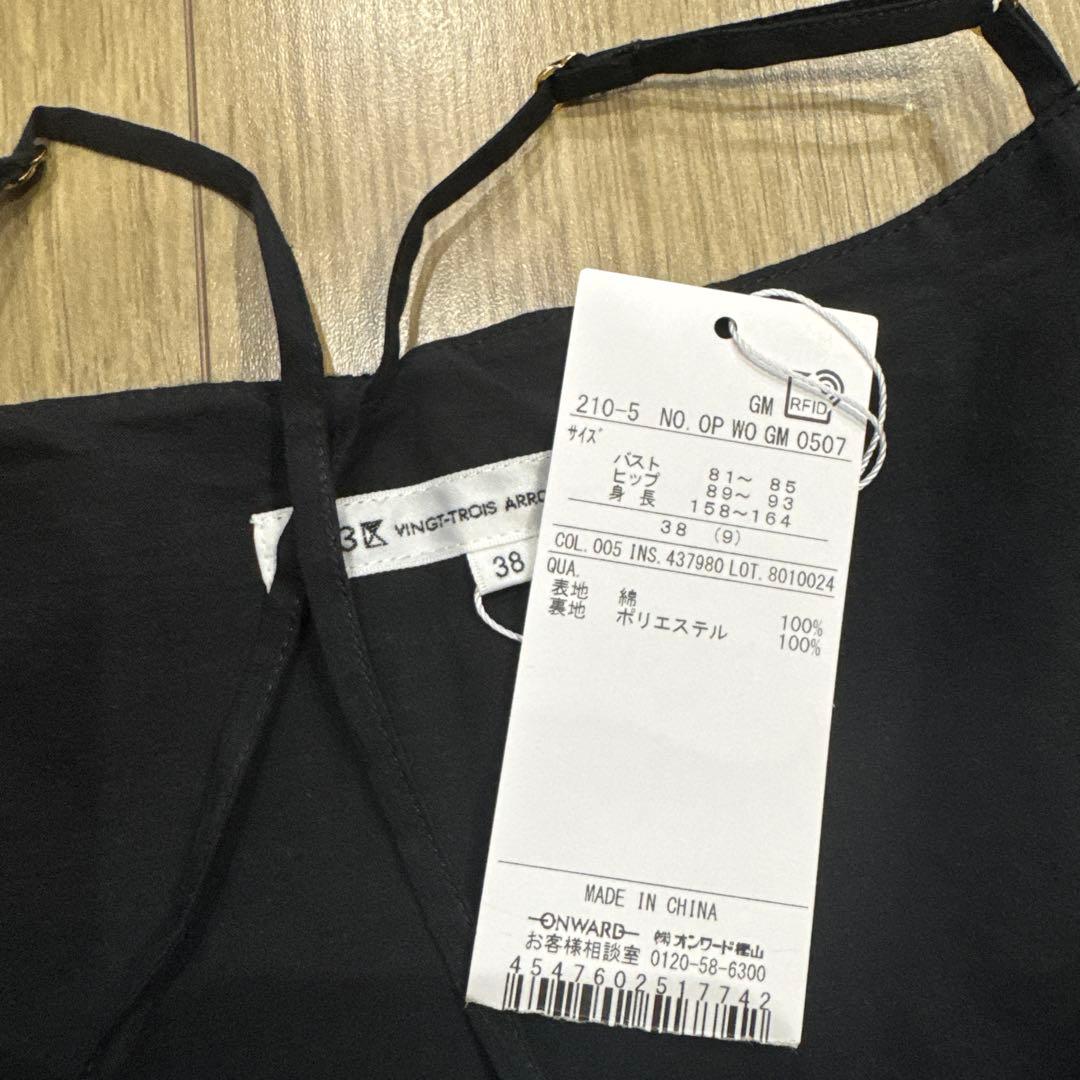 GM RFID
210-5 NO. OP WO GM 0507
サイズ
バスト 81~ 85
ヒップ 89~ 93
身長 158~164
38 (9)
COL. 005 INS. 437980 LOT. 8010024
QUA.
表地 綿 100%
裏地 ポリエステル 100%
MADE IN CHINA
ONWARD ㈱オンワード樫山
お客様相談室 0120-58-6300
4547602517742
3K VINGT-TROIS ARRO
38